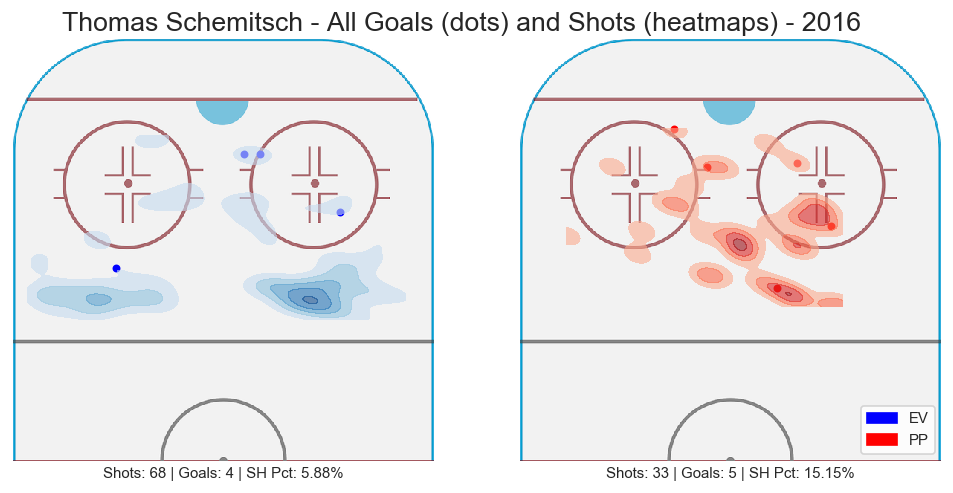 Thomas Schemitsch - All Goals (dots) and Shots (heatmaps) - 2016
EV
PP
Shots: 68 | Goals: 4 | SH Pct: 5.88%
Shots: 33 | Goals: 5 | SH Pct: 15.15%